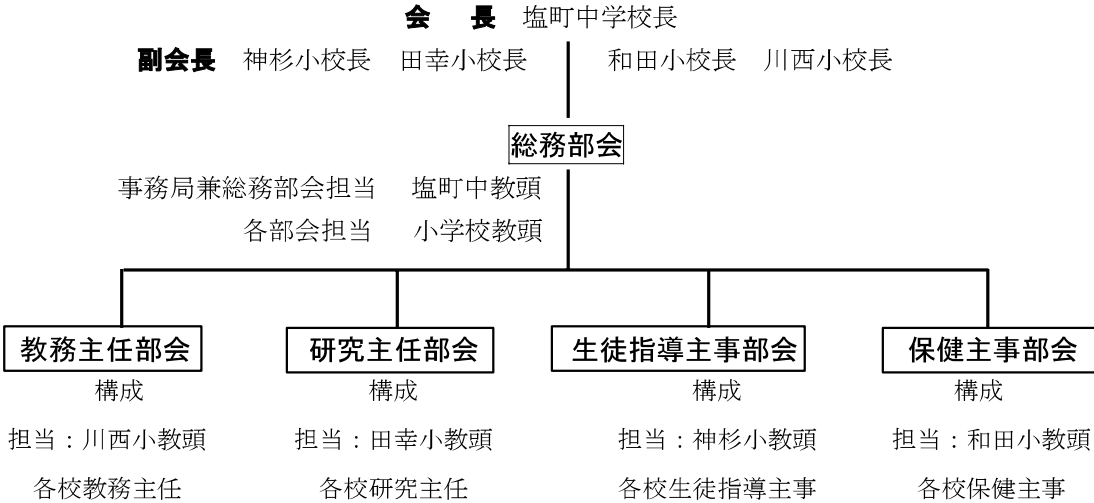 会　長　塩町中学校長
副会長　神杉小校長　田幸小校長　和田小校長　川西小校長
総務部会
事務局兼総務部会担当　塩町中教頭
各部会担当　小学校教頭
教務主任部会　研究主任部会　生徒指導主事部会　保健主事部会
構成　構成　構成　構成
担当：川西小教頭　担当：田幸小教頭　担当：神杉小教頭　担当：和田小教頭
各校教務主任　各校研究主任　各校生徒指導主事　各校保健主事